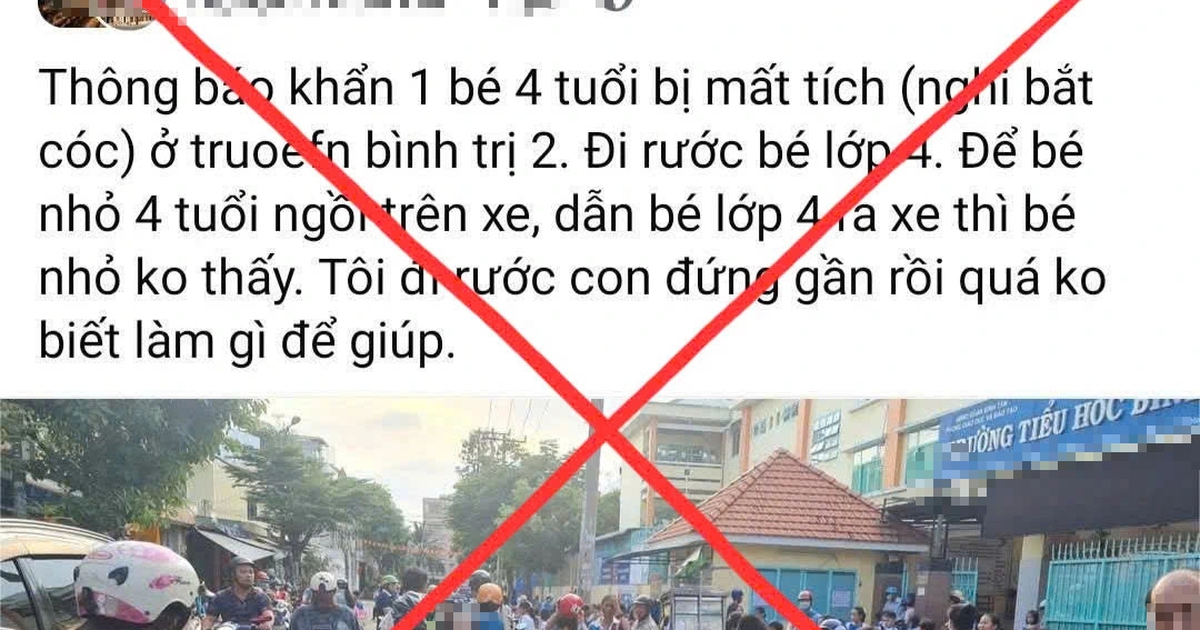 Thông báo khẩn 1 bé 4 tuổi bị mất tích (nghi bắt
cóc) ở truoefn bình trị 2. Đi rước bé lớp 4. Để bé
nhỏ 4 tuổi ngồi trên xe, dẫn bé lớp 4 ra xe thì bé
nhỏ ko thấy. Tôi đi rước con đứng gần rồi quá ko
biết làm gì để giúp.
TRƯỜNG TIỂU HỌC